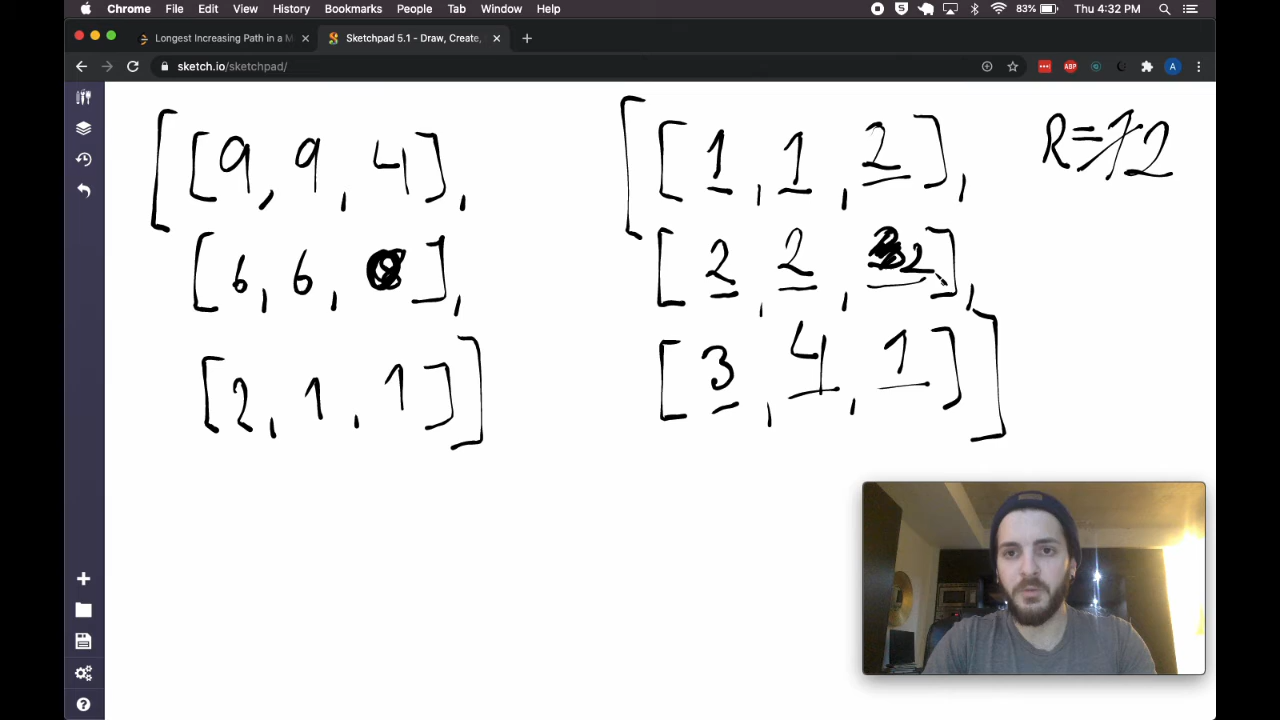 Chrome File Edit View History Bookmarks People Tab Window Help 83% Thu 4:32 PM
Longest Increasing Path in a M Sketchpad 5.1 - Draw, Create,
sketch.io/sketchpad/ ABP A
[[9, 9, 4],
[6, 6, 8],
[2, 1, 1]]
[[1, 1, 2],
[2, 2, 2],
[3, 4, 1]]
R=12